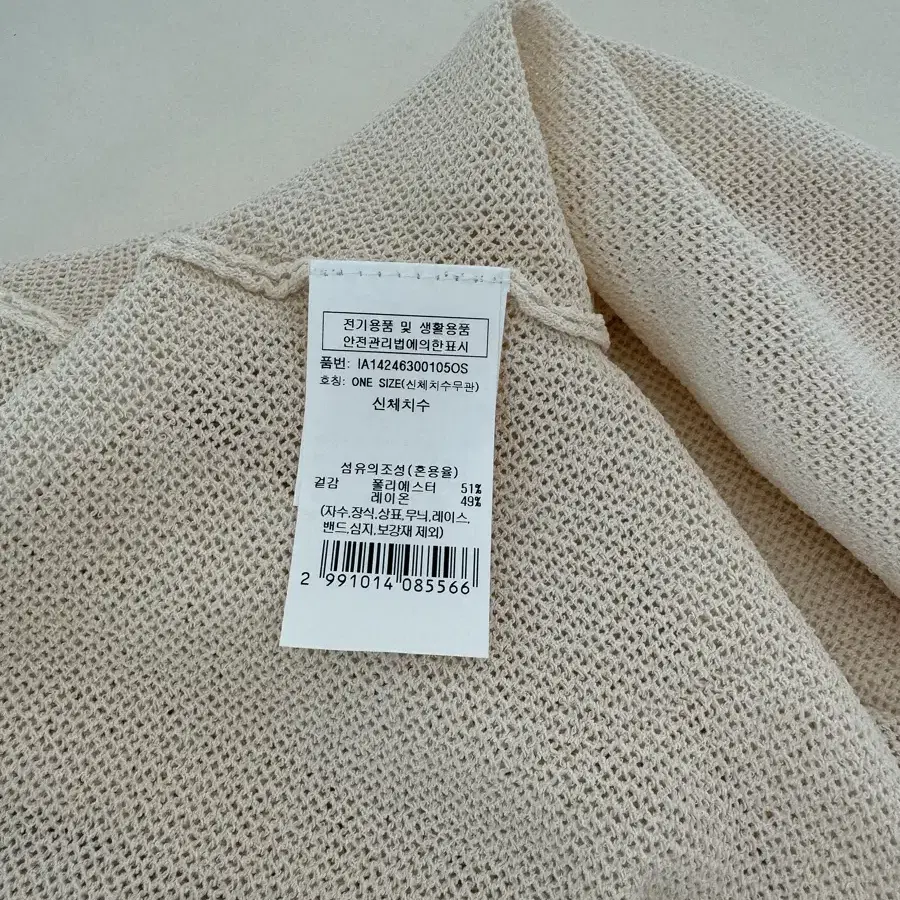 전기용품 및 생활용품
안전관리법에의한표시
품번: IA14246300105OS
호칭: ONE SIZE(신체치수무관)
신체치수
섬유의조성(혼용율)
겉감 폴리에스터 51%
레이온 49%
(자수,장식,상표,무늬,레이스,
밴드,심지,보강재 제외)
2 991014 085566